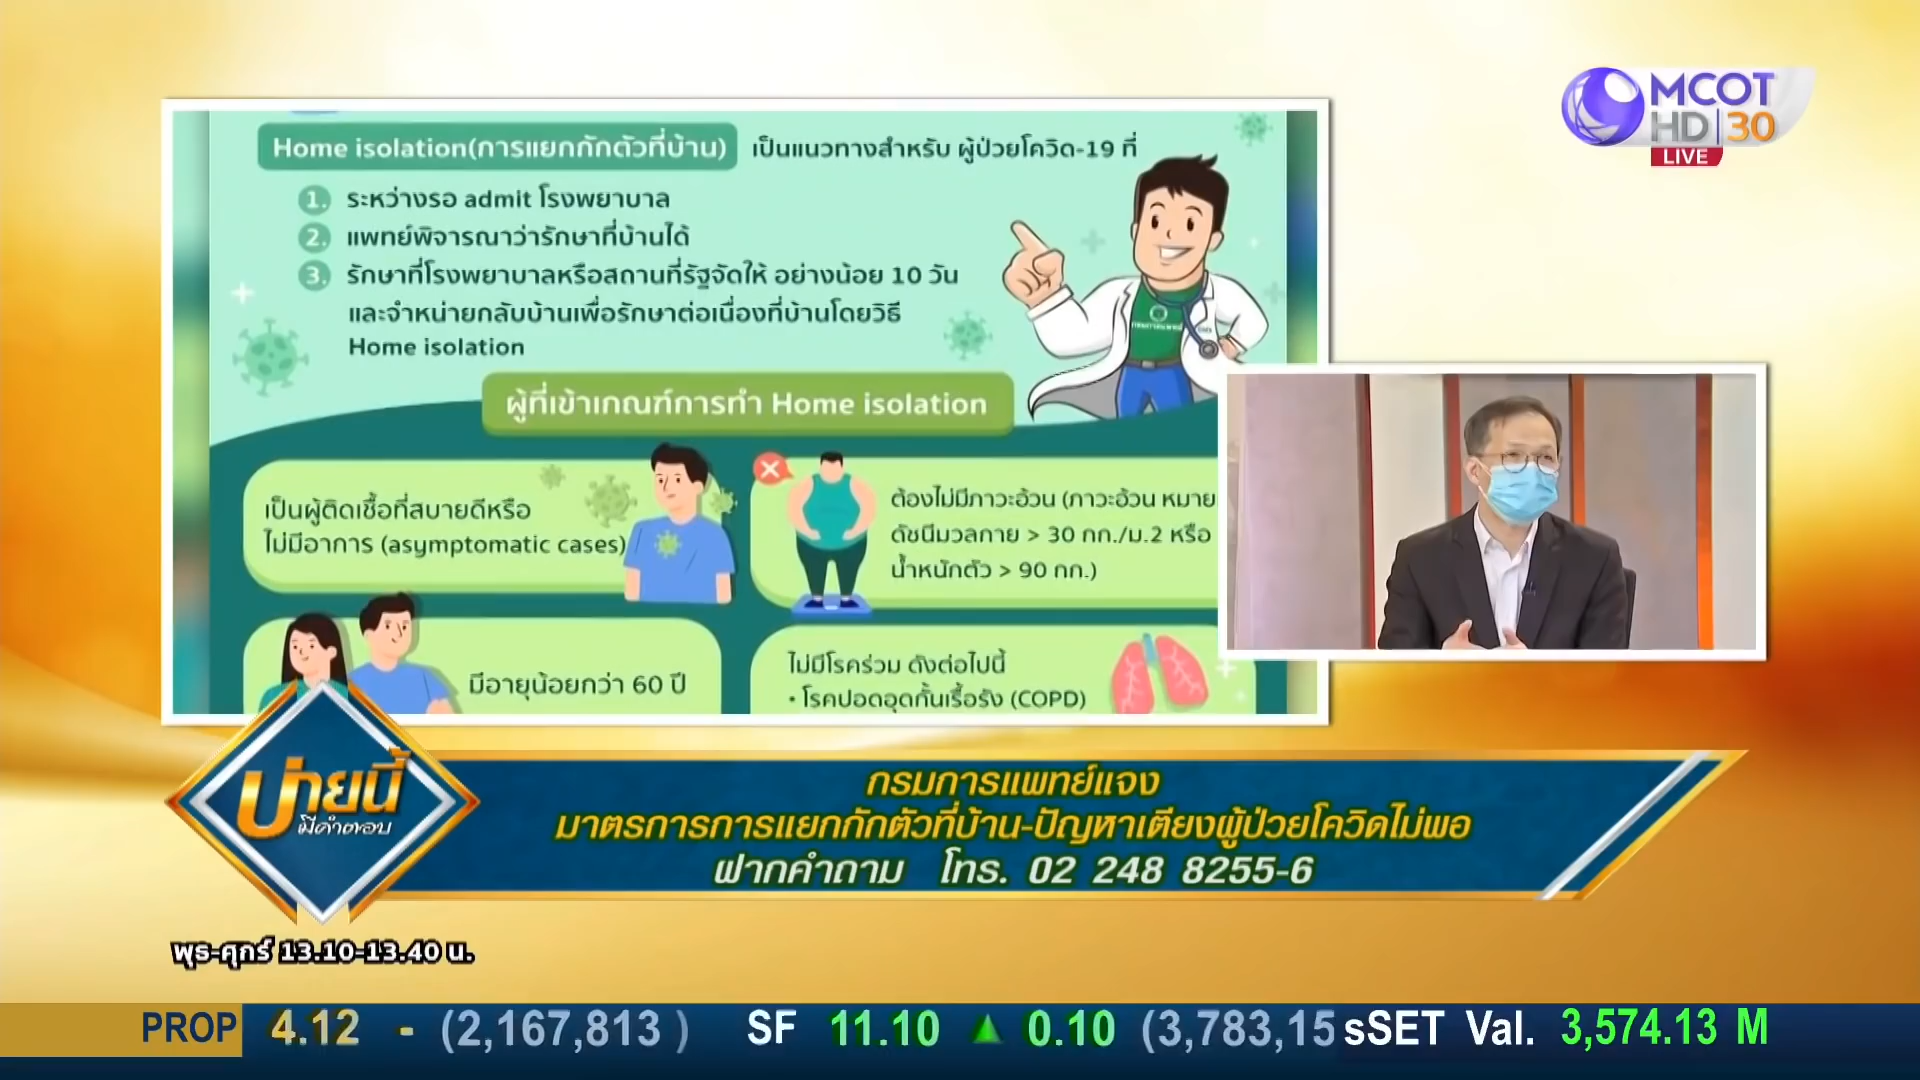 MCOT
HD 30
LIVE
Home isolation(การแยกกักตัวที่บ้าน) เป็นแนวทางสำหรับ ผู้ป่วยโควิด-19 ที่
1. ระหว่างรอ admit โรงพยาบาล
2. แพทย์พิจารณาว่ารักษาที่บ้านได้
3. รักษาที่โรงพยาบาลหรือสถานที่รัฐจัดให้ อย่างน้อย 10 วัน
และจำหน่ายกลับบ้านเพื่อรักษาต่อเนื่องที่บ้านโดยวิธี
Home isolation
ผู้ที่เข้าเกณฑ์การทำ Home isolation
เป็นผู้ติดเชื้อที่สบายดีหรือ
ไม่มีอาการ (asymptomatic cases)
ต้องไม่มีภาวะอ้วน (ภาวะอ้วน หมาย
ดัชนีมวลกาย > 30 กก./ม.2 หรือ
น้ำหนักตัว > 90 กก.)
มีอายุน้อยกว่า 60 ปี
ไม่มีโรคร่วม ดังต่อไปนี้
• โรคปอดอุดกั้นเรื้อรัง (COPD)
บ่ายนี้
มีคำตอบ
กรมการแพทย์แจง
มาตรการการแยกกักตัวที่บ้าน-ปัญหาเตียงผู้ป่วยโควิดไม่พอ
ฝากคำถาม โทร. 02 248 8255-6
พุธ-ศุกร์ 13.10-13.40 น.
PROP 4.12 - (2,167,813 ) SF 11.10 ▲ 0.10 (3,783,15 sSET Val. 3,574.13 M